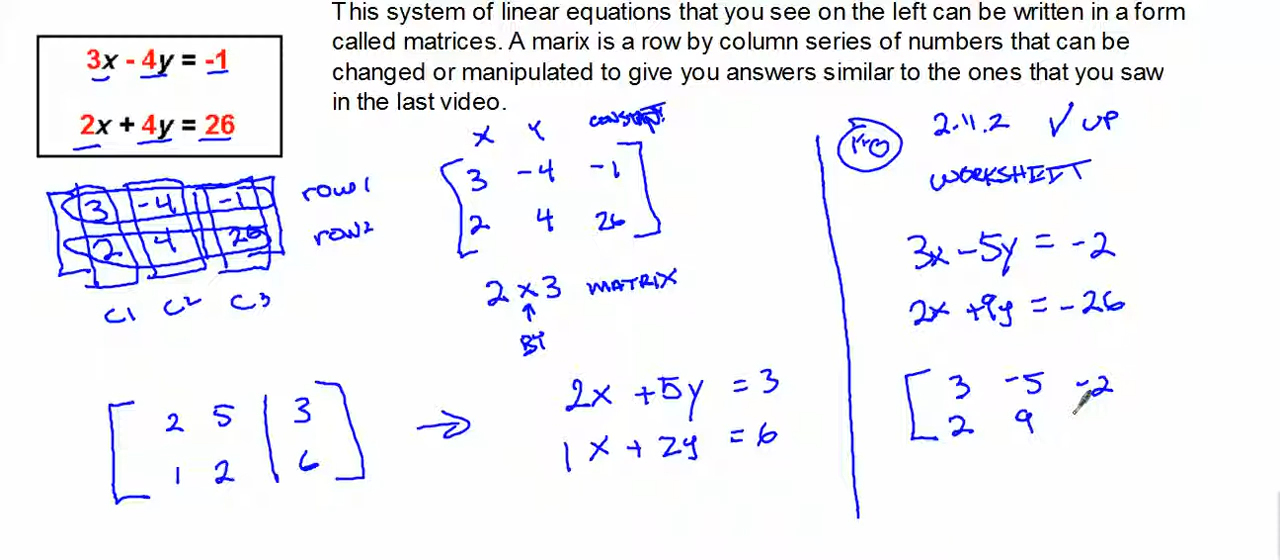 This system of linear equations that you see on the left can be written in a form
called matrices. A marix is a row by column series of numbers that can be
changed or manipulated to give you answers similar to the ones that you saw
in the last video.
3x - 4y = -1
2x + 4y = 26
3 -4 -1 row1
2 4 26 row2
C1 C2 C3
X Y
3 -4 -1
2 4 26
2 x 3 MATRIX
BY
2 5 | 3
1 2 | 6
→
2x + 5y = 3
1x + 2y = 6
2.11.2 ✓ UP
WORKSHEET
3x - 5y = -2
2x + 9y = -26
3 -5 -2
2 9